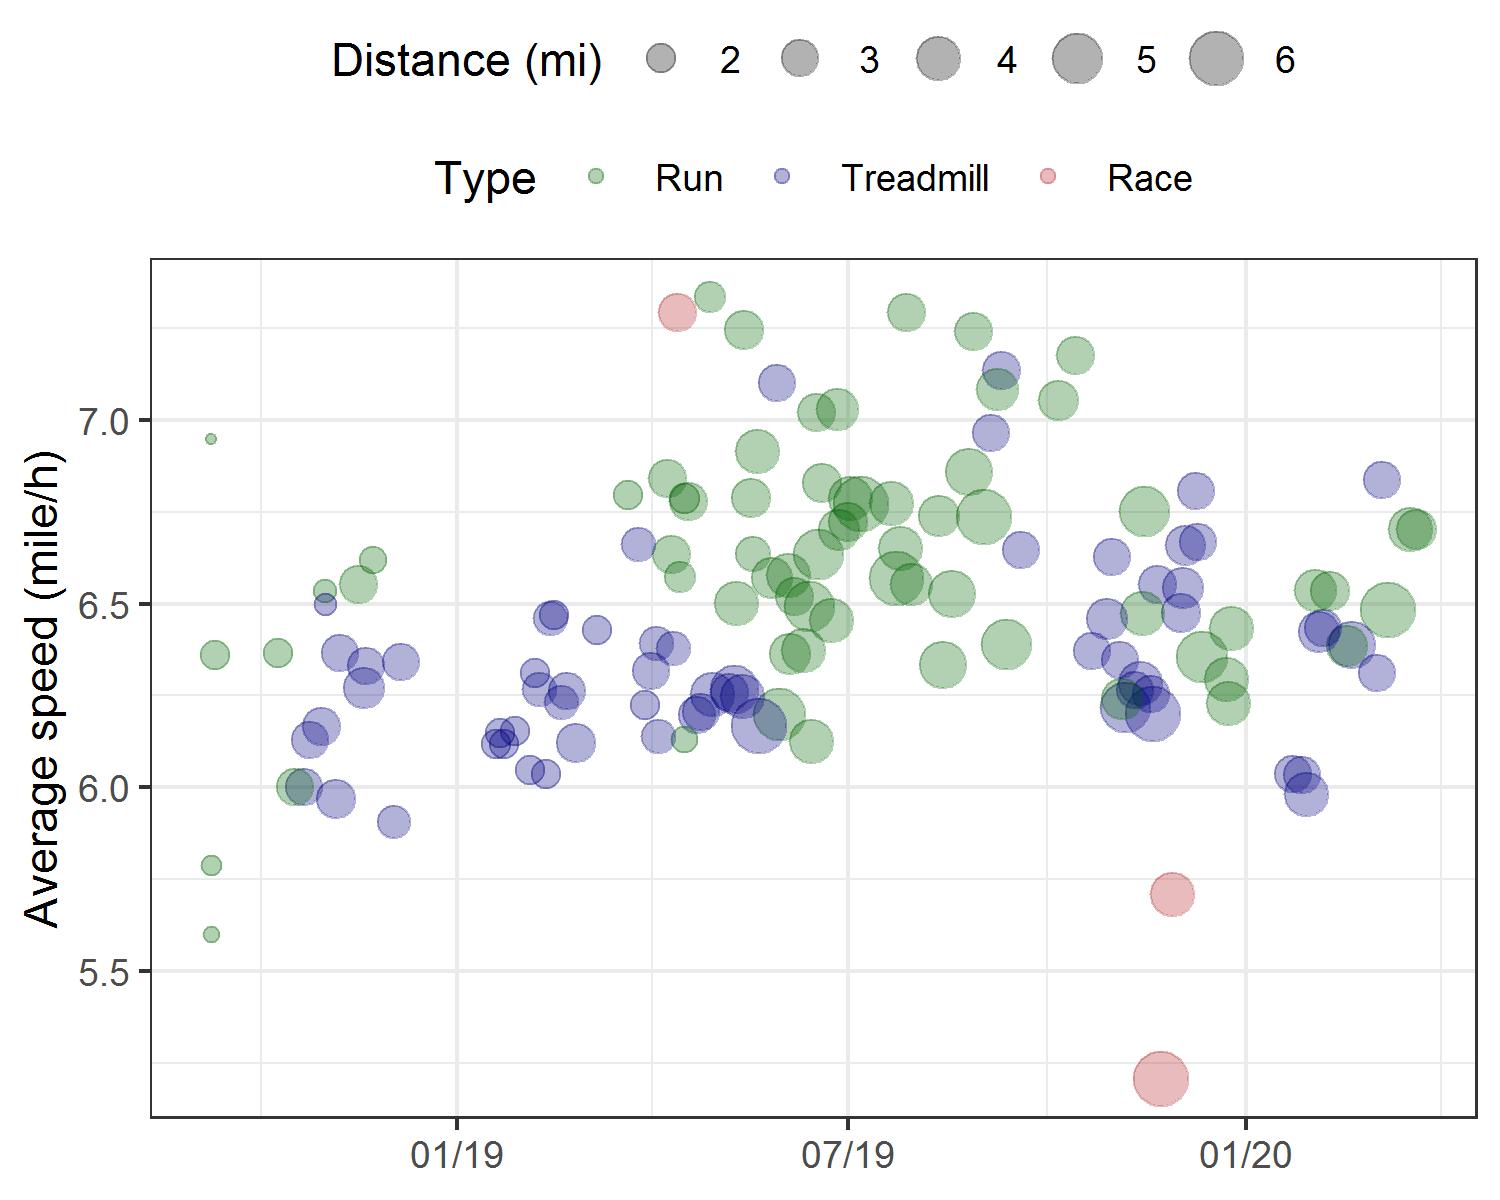 Distance (mi) 2 3 4 5 6
Type Run Treadmill Race
Average speed (mile/h)
7.0
6.5
6.0
5.5
01/19 07/19 01/20